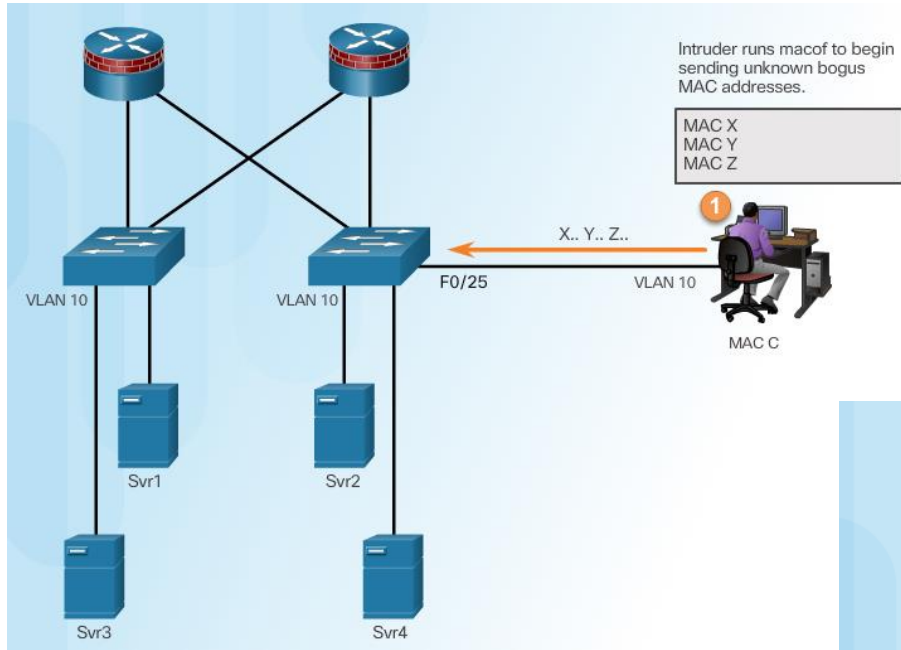 Intruder runs macof to begin
sending unknown bogus
MAC addresses.
MAC X
MAC Y
MAC Z
1
X.. Y.. Z..
F0/25
VLAN 10
VLAN 10
VLAN 10
MAC C
Svr1
Svr2
Svr3
Svr4